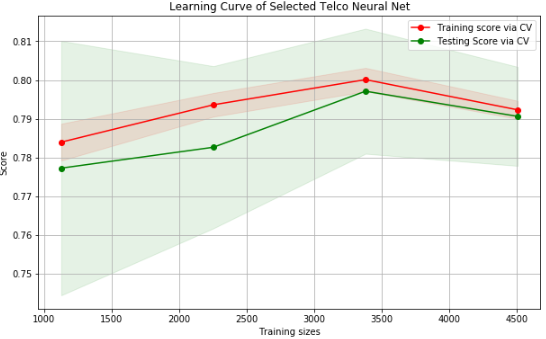 Learning Curve of Selected Telco Neural Net
Training score via CV
Testing Score via CV
0.81
0.80
0.79
0.78
0.77
0.76
0.75
Score
1000 1500 2000 2500 3000 3500 4000 4500
Training sizes